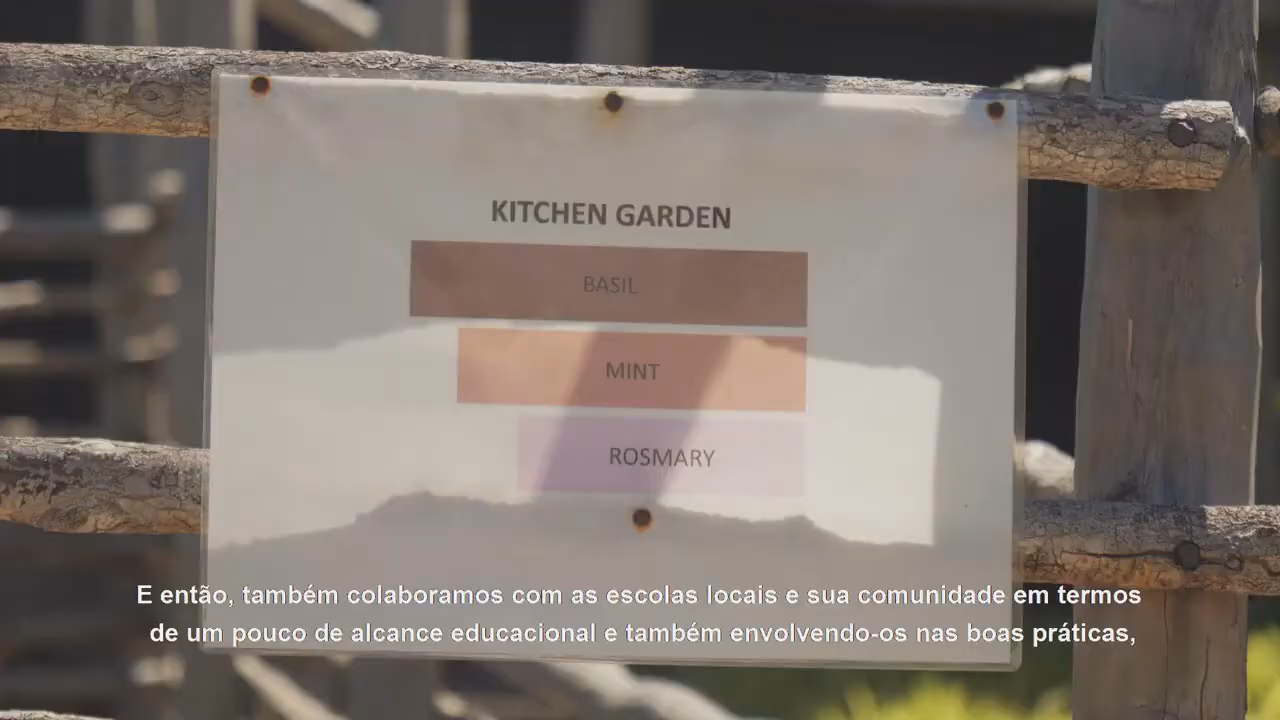 KITCHEN GARDEN
BASIL
MINT
ROSMARY
E então, também colaboramos com as escolas locais e sua comunidade em termos
de um pouco de alcance educacional e também envolvendo-os nas boas práticas,